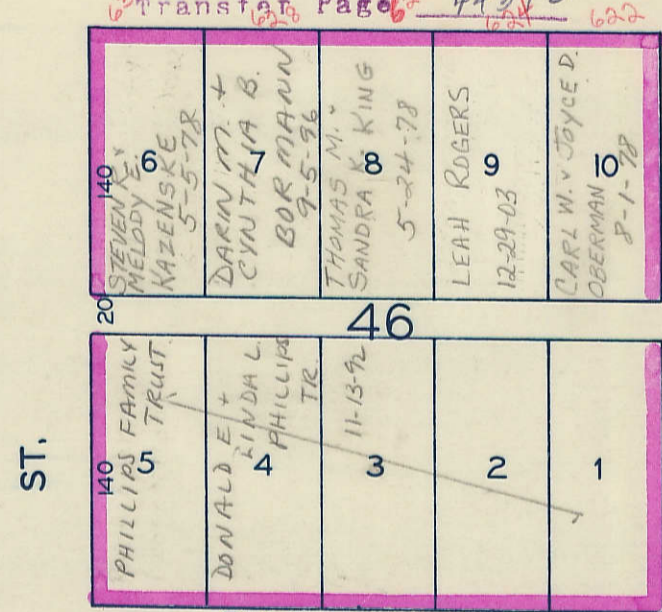 Transfer Page
628
624
622
140
6
STEVEN R. &
MELODY E.
KAZENSKE
5-5-78
7
DARIN M. +
CYNTHIA B.
BORMANN
9-5-96
8
THOMAS M. &
SANDRA K. KING
5-24-78
9
LEAH ROGERS
12-29-03
10
CARL W. & JOYCE D.
OBERMAN
8-1-78
20
46
ST.
140
5
PHILLIPS FAMILY
TRUST
4
DONALD E +
LINDA L.
PHILLIPS
TR.
3
11-13-92
2
1